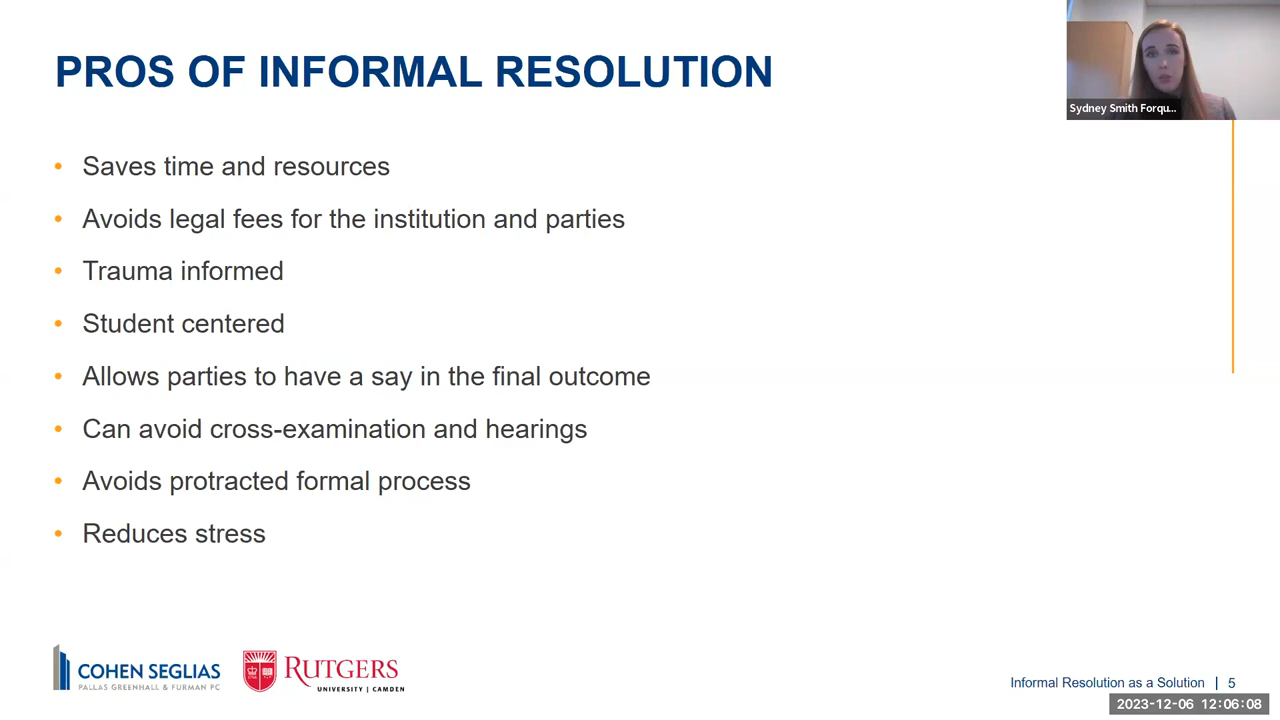 PROS OF INFORMAL RESOLUTION
Sydney Smith Forqu...
• Saves time and resources
• Avoids legal fees for the institution and parties
• Trauma informed
• Student centered
• Allows parties to have a say in the final outcome
• Can avoid cross-examination and hearings
• Avoids protracted formal process
• Reduces stress
COHEN SEGLIAS
PALLAS GREENHALL & FURMAN PC
RUTGERS
UNIVERSITY | CAMDEN
Informal Resolution as a Solution | 5
2023-12-06 12:06:08